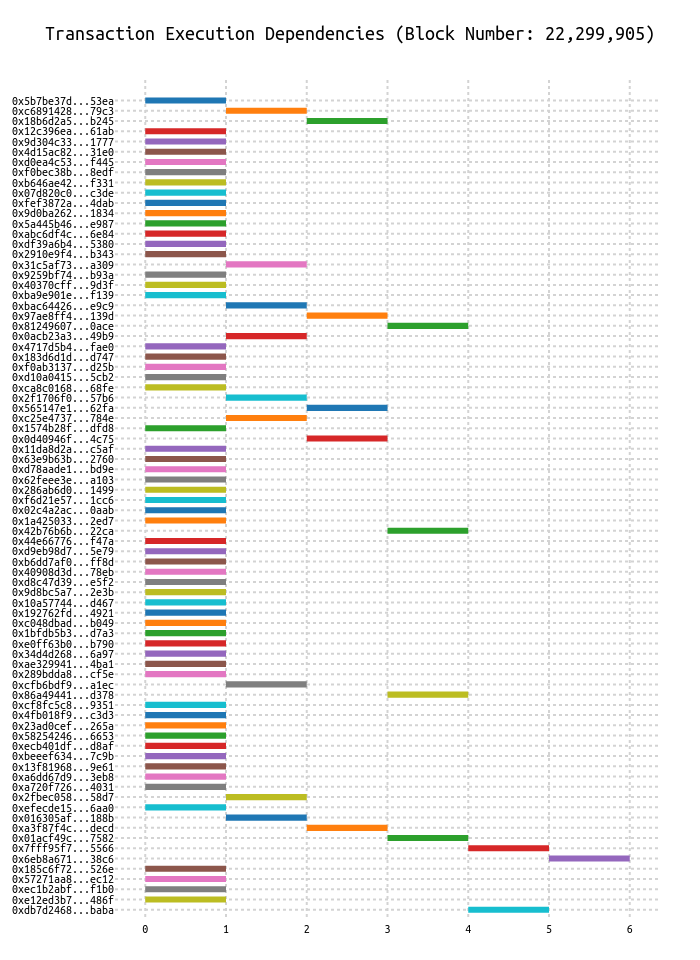 Transaction Execution Dependencies (Block Number: 22,299,905)
0x5b7be37d...53ea
0xc6891428...79c3
0x18b6d2a5...b245
0x12c396ea...61ab
0x9d304c33...1777
0x4d15ac82...31e0
0xd0ea4c53...f445
0xf0bec38b...8edf
0xb646ae42...f331
0x07d820c0...c3de
0xfef3872a...4dab
0x9d0ba262...1834
0x5a445b46...e987
0xabc6df4c...6e84
0xdf39a6b4...5380
0x2910e9f4...b343
0x31c5af73...a309
0x9259bf74...b93a
0x40370cff...9d3f
0xba9e901e...f139
0xbac64426...e9c9
0x97ae8ff4...139d
0x81249607...0ace
0x0acb23a3...49b9
0x4717d5b4...fae0
0x183d6d1d...d747
0xf0ab3137...d25b
0xd10a0415...5cb2
0xca8c0168...68fe
0x2f1706f0...57b6
0x565147e1...62fa
0xc25e4737...784e
0x1574b28f...dfd8
0x0d40946f...4c75
0x11da8d2a...c5af
0x63e9b63b...2760
0xd78aade1...bd9e
0x62feee3e...a103
0x286ab6d0...1499
0xf6d21e57...1cc6
0x02c4a2ac...0aab
0x1a425033...2ed7
0x42b76b6b...22ca
0x44e66776...f47a
0xd9eb98d7...5e79
0xb6dd7af0...ff8d
0x40908d3d...78eb
0xd8c47d39...e5f2
0x9d8bc5a7...2e3b
0x10a57744...d467
0x192762fd...4921
0xc048dbad...b049
0x1bfdb5b3...d7a3
0xe0ff63b0...b790
0x34d4d268...6a97
0xae329941...4ba1
0x289bdda8...cf5e
0xcfb6bdf9...a1ec
0x86a49441...d378
0xcf8fc5c8...9351
0x4fb018f9...c3d3
0x23ad0cef...265a
0x58254246...6653
0xecb401df...d8af
0xbeeef634...7c9b
0x13f81968...9e61
0xa6dd67d9...3eb8
0xa720f726...4031
0x2fbec058...58d7
0xefecde15...6aa0
0x016305af...188b
0xa3f87f4c...decd
0x01acf49c...7582
0x7fff95f7...5566
0x6eb8a671...38c6
0x185c6f72...526e
0x57271aa8...ec12
0xec1b2abf...f1b0
0xe12ed3b7...486f
0xdb7d2468...baba
0 1 2 3 4 5 6